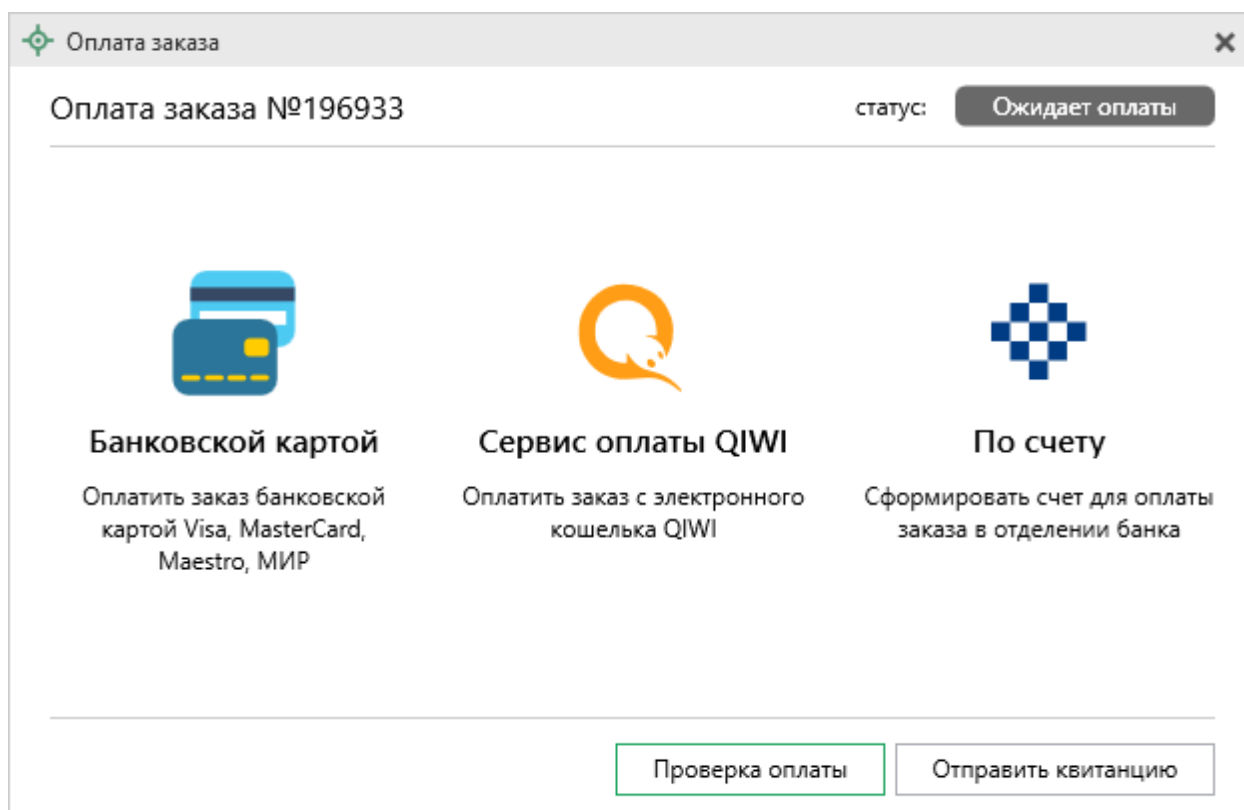 Оплата заказа
Оплата заказа №196933
статус:
Ожидает оплаты
Банковской картой
Оплатить заказ банковской
картой Visa, MasterCard,
Maestro, МИР
Сервис оплаты QIWI
Оплатить заказ с электронного
кошелька QIWI
По счету
Сформировать счет для оплаты
заказа в отделении банка
Проверка оплаты
Отправить квитанцию